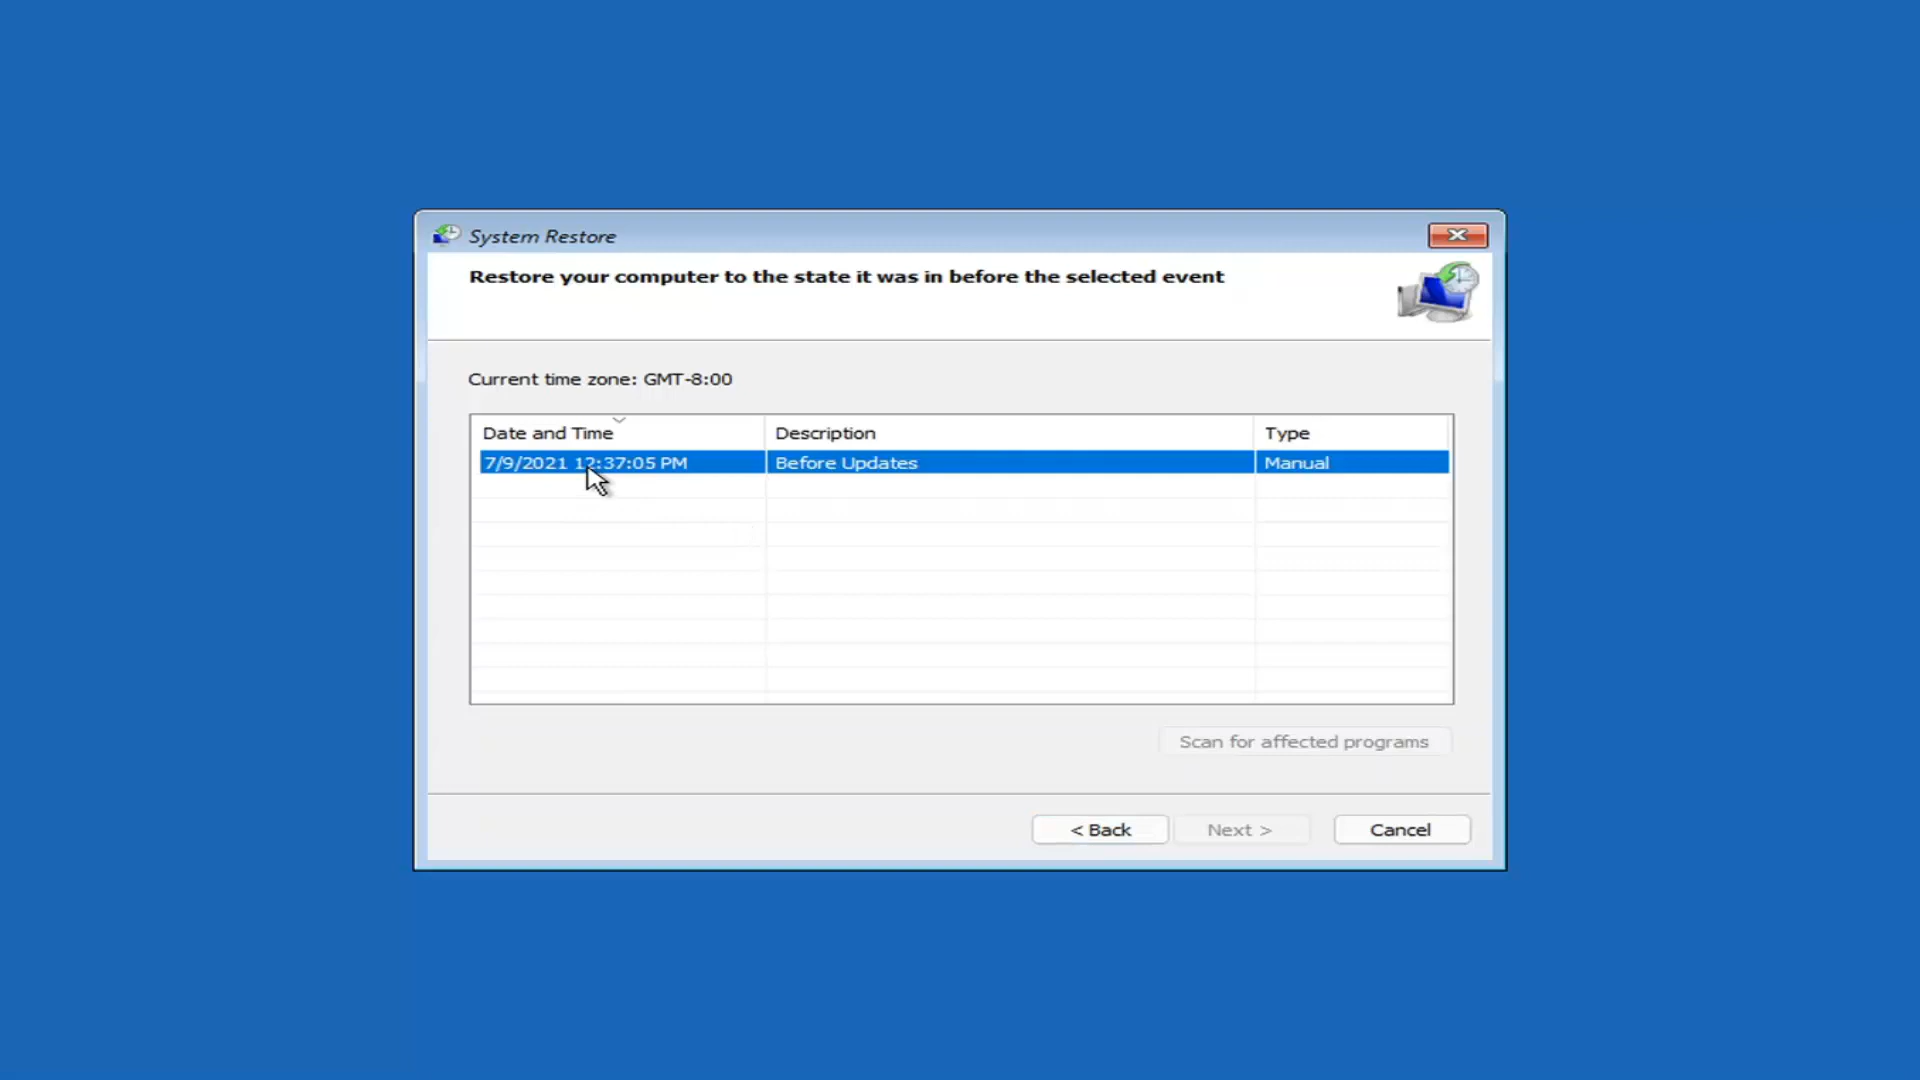 System Restore
Restore your computer to the state it was in before the selected event
Current time zone: GMT-8:00
Date and Time Description Type
7/9/2021 12:37:05 PM Before Updates Manual
Scan for affected programs
< Back Next > Cancel